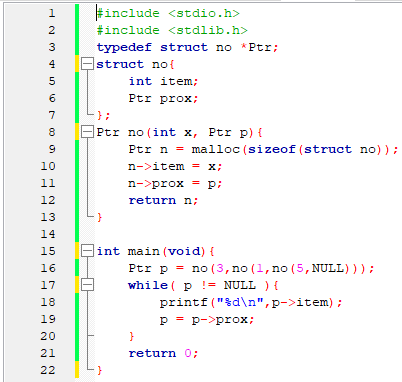 1 #include <stdio.h>
2 #include <stdlib.h>
3 typedef struct no *Ptr;
4 struct no{
5 int item;
6 Ptr prox;
7 };
8 Ptr no(int x, Ptr p){
9 Ptr n = malloc(sizeof(struct no));
10 n->item = x;
11 n->prox = p;
12 return n;
13 }
14
15 int main(void){
16 Ptr p = no(3,no(1,no(5,NULL)));
17 while( p != NULL ){
18 printf("%d\n",p->item);
19 p = p->prox;
20 }
21 return 0;
22 }